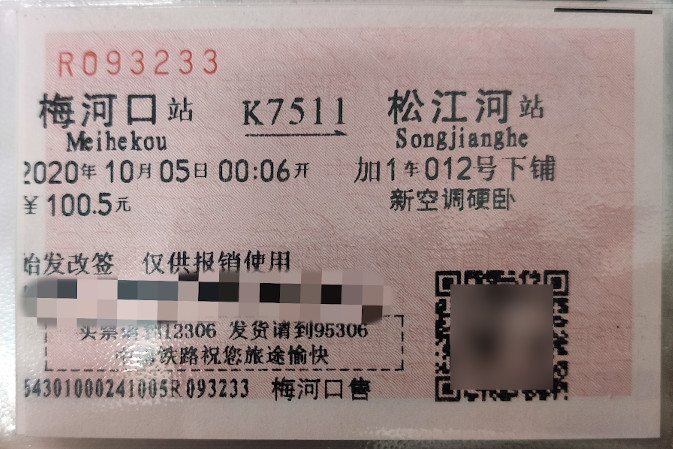 R093233
梅河口站 K7511 松江河站
Meihekou Songjianghe
2020年10月05日00:06开 加1车012号下铺
¥100.5元 新空调硬卧
始发改签 仅供报销使用
买票请到12306 发货请到95306
铁路祝您旅途愉快
54301000241005R093233 梅河口售